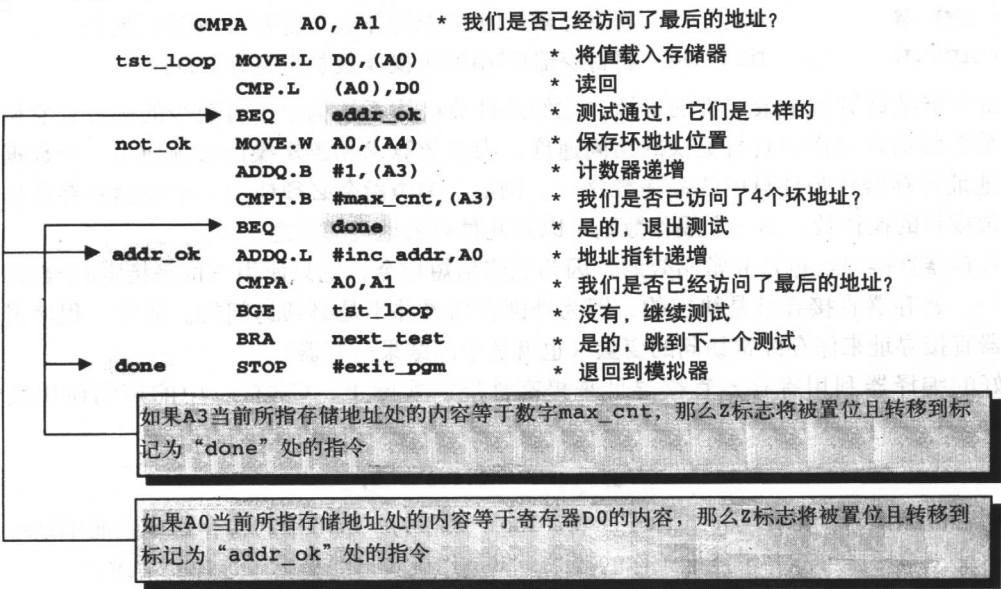 CMPA A0, A1 * 我们是否已经访问了最后的地址?
tst_loop MOVE.L D0,(A0) * 将值载入存储器
CMP.L (A0),D0 * 读回
BEQ addr_ok * 测试通过, 它们是一样的
not_ok MOVE.W A0,(A4) * 保存坏地址位置
ADDQ.B #1,(A3) * 计数器递增
CMPI.B #max_cnt,(A3) * 我们是否已访问了4个坏地址?
BEQ done * 是的, 退出测试
addr_ok ADDQ.L #inc_addr,A0 * 地址指针递增
CMPA A0,A1 * 我们是否已经访问了最后的地址?
BGE tst_loop * 没有, 继续测试
BRA next_test * 是的, 跳到下一个测试
done STOP #exit_pgm * 退回到模拟器
如果A3当前所指存储地址处的内容等于数字max_cnt, 那么Z标志将被置位且转移到标
记为“done”处的指令
如果A0当前所指存储地址处的内容等于寄存器D0的内容, 那么Z标志将被置位且转移到
标记为“addr_ok”处的指令